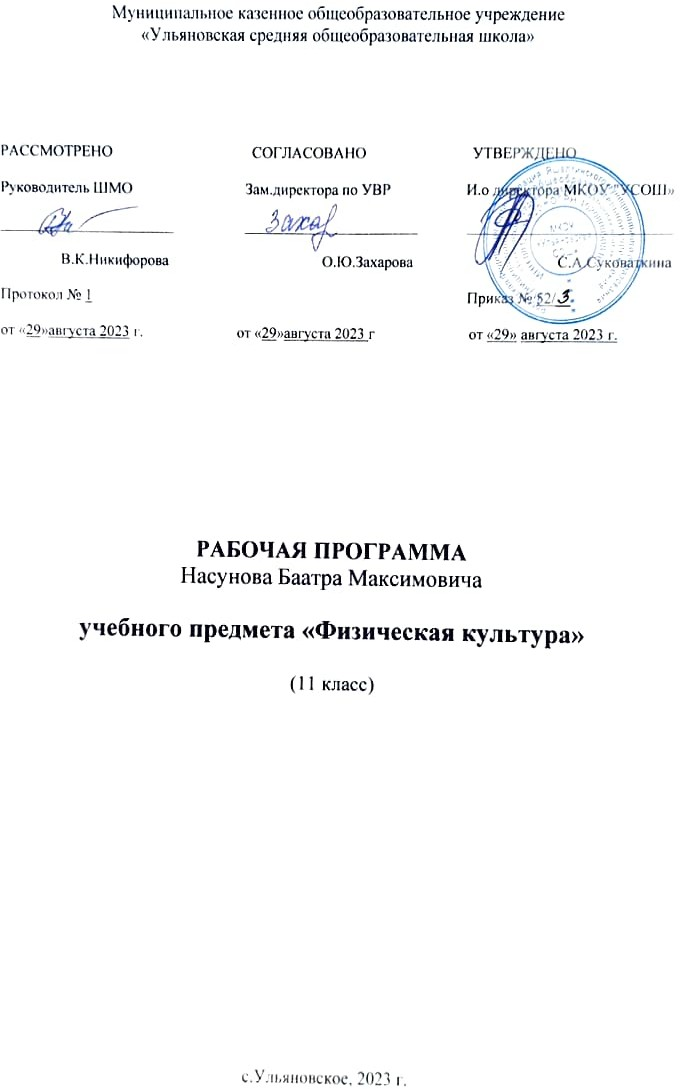 Муниципальное казенное общеобразовательное учреждение
«Ульяновская средняя общеобразовательная школа»
РАССМОТРЕНО СОГЛАСОВАНО УТВЕРЖДЕНО
Руководитель ШМО Зам.директора по УВР И.о директора МКОУ "УСОШ»
Захар
В.К.Никифорова О.Ю.Захарова С.А.Суковаткина
Протокол № 1 Приказ № 52/3
от «29»августа 2023 г. от «29»августа 2023 г от «29» августа 2023 г.
РАБОЧАЯ ПРОГРАММА
Насунова Баатра Максимовича
учебного предмета «Физическая культура»
(11 класс)
с.Ульяновское, 2023 г.